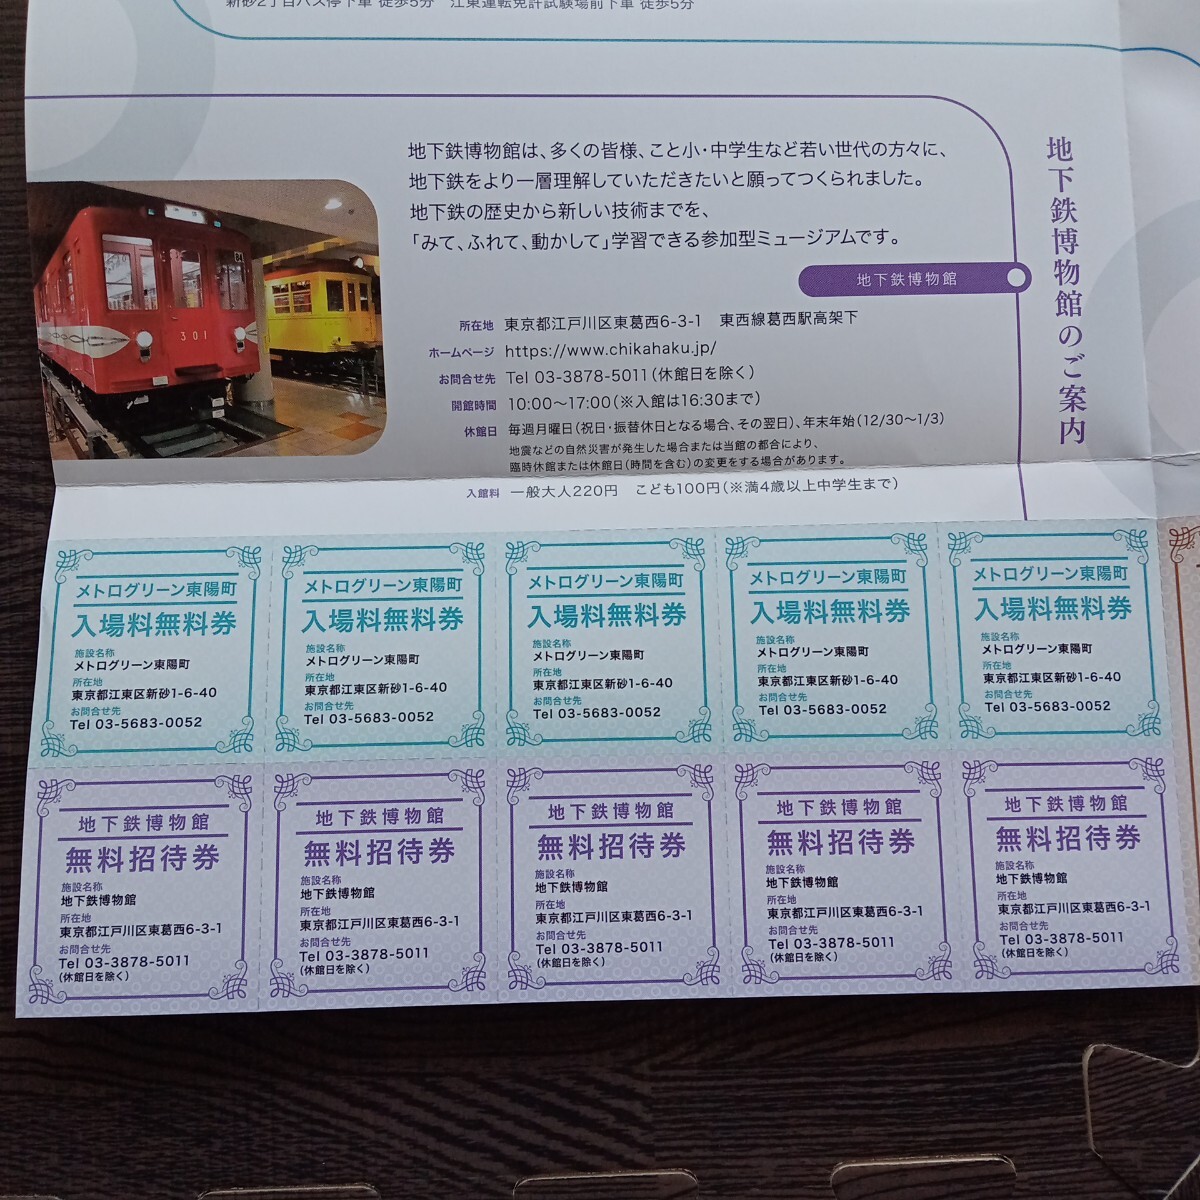 新砂2丁目バス停下車 徒歩5分　江東運転免許試験場前下車 徒歩5分
地下鉄博物館のご案内
地下鉄博物館は、多くの皆様、こと小・中学生など若い世代の方々に、
地下鉄をより一層理解していただきたいと願ってつくられました。
地下鉄の歴史から新しい技術までを、
「みて、ふれて、動かして」学習できる参加型ミュージアムです。
地下鉄博物館
301
所在地 東京都江戸川区東葛西6-3-1　東西線葛西駅高架下
ホームページ https://www.chikahaku.jp/
お問合せ先 Tel 03-3878-5011(休館日を除く)
開館時間 10:00〜17:00(※入館は16:30まで)
休館日 毎週月曜日(祝日・振替休日となる場合、その翌日)、年末年始(12/30〜1/3)
地震などの自然災害が発生した場合または当館の都合により、
臨時休館または休館日(時間を含む)の変更をする場合があります。
入館料 一般大人220円　こども100円(※満4歳以上中学生まで)
メトログリーン東陽町
入場料無料券
施設名称
メトログリーン東陽町
所在地
東京都江東区新砂1-6-40
お問合せ先
Tel 03-5683-0052
メトログリーン東陽町
入場料無料券
施設名称
メトログリーン東陽町
所在地
東京都江東区新砂1-6-40
お問合せ先
Tel 03-5683-0052
メトログリーン東陽町
入場料無料券
施設名称
メトログリーン東陽町
所在地
東京都江東区新砂1-6-40
お問合せ先
Tel 03-5683-0052
メトログリーン東陽町
入場料無料券
施設名称
メトログリーン東陽町
所在地
東京都江東区新砂1-6-40
お問合せ先
Tel 03-5683-0052
メトログリーン東陽町
入場料無料券
施設名称
メトログリーン東陽町
所在地
東京都江東区新砂1-6-40
お問合せ先
Tel 03-5683-0052
地下鉄博物館
無料招待券
施設名称
地下鉄博物館
所在地
東京都江戸川区東葛西6-3-1
お問合せ先
Tel 03-3878-5011
(休館日を除く)
地下鉄博物館
無料招待券
施設名称
地下鉄博物館
所在地
東京都江戸川区東葛西6-3-1
お問合せ先
Tel 03-3878-5011
(休館日を除く)
地下鉄博物館
無料招待券
施設名称
地下鉄博物館
所在地
東京都江戸川区東葛西6-3-1
お問合せ先
Tel 03-3878-5011
(休館日を除く)
地下鉄博物館
無料招待券
施設名称
地下鉄博物館
所在地
東京都江戸川区東葛西6-3-1
お問合せ先
Tel 03-3878-5011
(休館日を除く)
地下鉄博物館
無料招待券
施設名称
地下鉄博物館
所在地
東京都江戸川区東葛西6-3-1
お問合せ先
Tel 03-3878-5011
(休館日を除く)